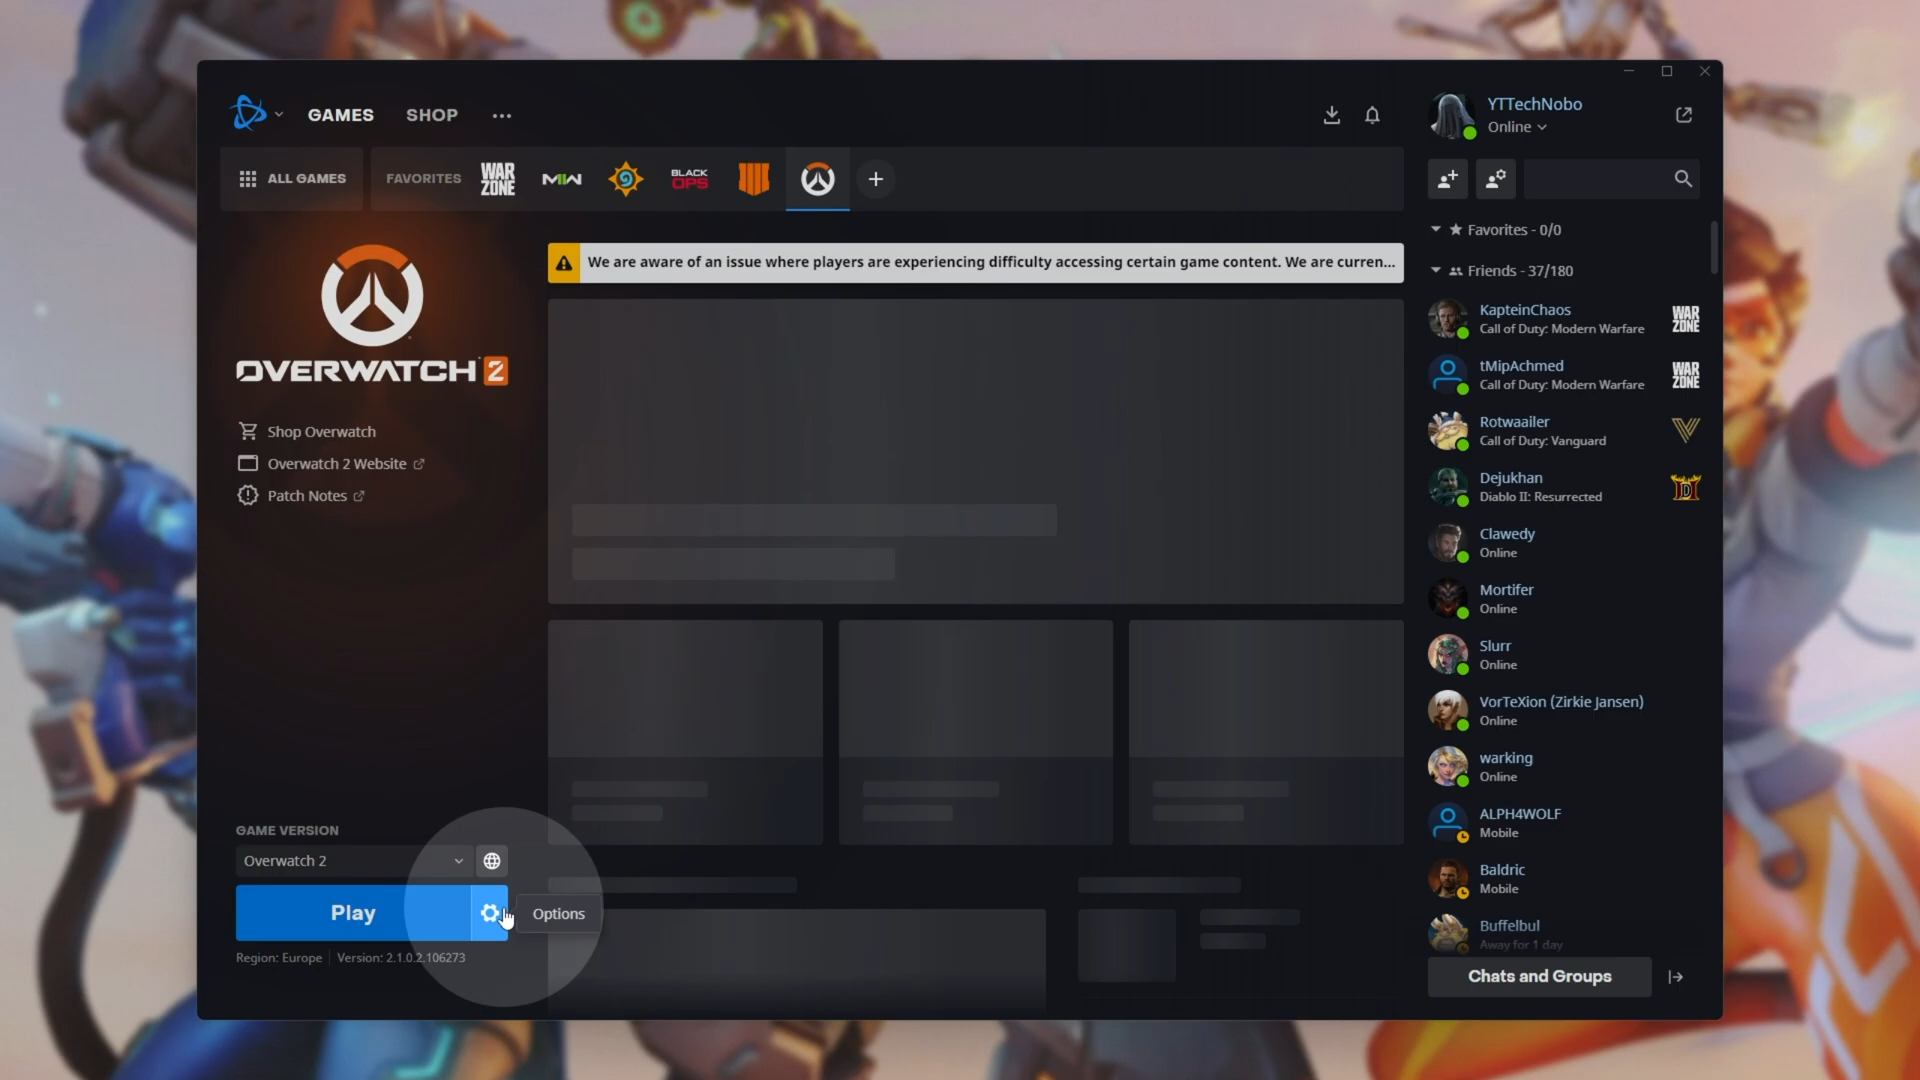 GAMES
SHOP
YTTechNobo
Online
ALL GAMES
FAVORITES
WAR
ZONE
MW
BLACK
OPS
We are aware of an issue where players are experiencing difficulty accessing certain game content. We are curren...
OVERWATCH 2
Shop Overwatch
Overwatch 2 Website
Patch Notes
GAME VERSION
Overwatch 2
Play
Options
Region: Europe
Version: 2.1.0.2.106273
Favorites - 0/0
Friends - 37/180
KapteinChaos
Call of Duty: Modern Warfare
WAR
ZONE
tMipAchmed
Call of Duty: Modern Warfare
WAR
ZONE
Rotwaailer
Call of Duty: Vanguard
Dejukhan
Diablo II: Resurrected
Clawedy
Online
Mortifer
Online
Slurr
Online
VorTeXion (Zirkie Jansen)
Online
warking
Online
ALPH4WOLF
Mobile
Baldric
Mobile
Buffelbul
Away for 1 day
Chats and Groups